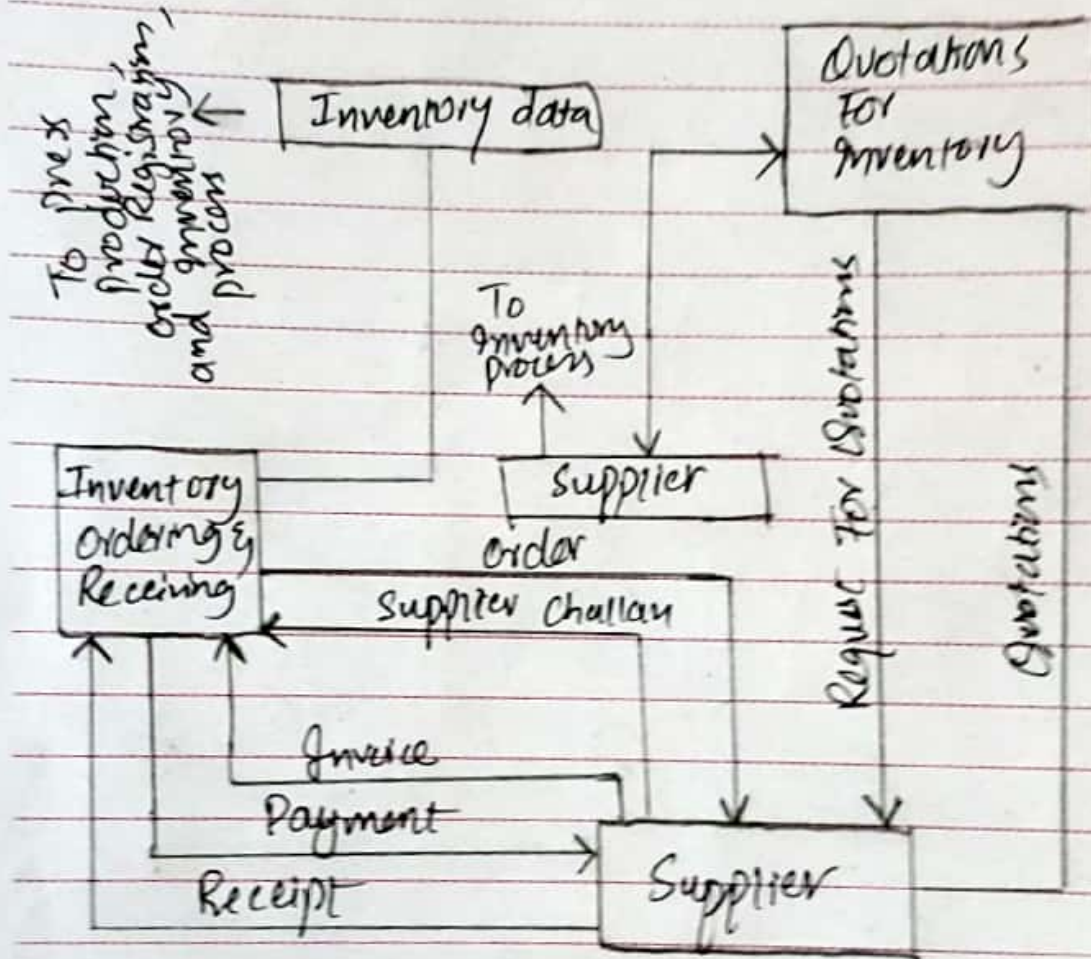 To press
production,
order Registration,
and Inventory
process
Inventory data
Quotations
For
Inventory
To
Inventory
process
Supplier
Inventory
Ordering &
Receiving
order
Supplier Challan
Request For Quotations
Quotations
Invoice
Payment
Receipt
Supplier